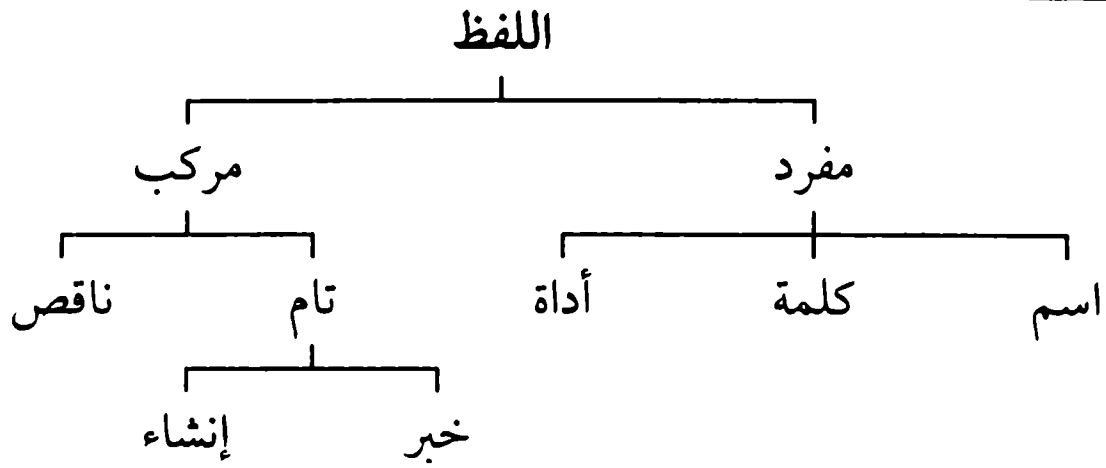 اللفظ
مفرد مركب
اسم كلمة أداة تام ناقص
خبر إنشاء